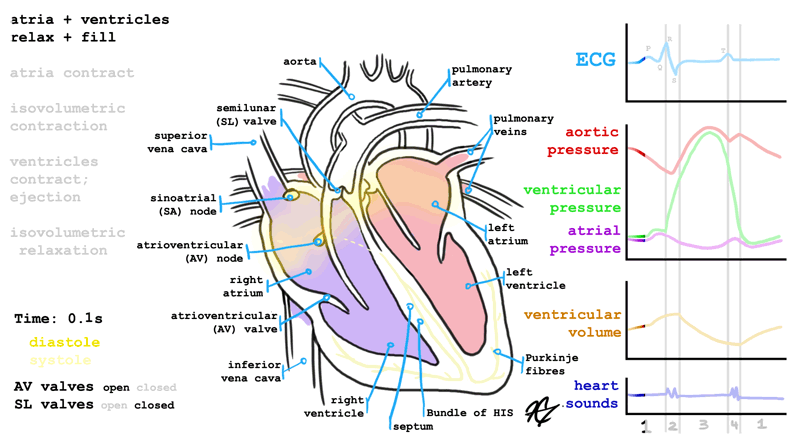 atria + ventricles
relax + fill
atria contract
isovolumetric
contraction
ventricles
contract;
ejection
isovolumetric
relaxation
Time: 0.1s
diastole
systole
AV valves open closed
SL valves open closed
aorta
semilunar
(SL) valve
superior
vena cava
sinoatrial
(SA) node
atrioventricular
(AV) node
right
atrium
atrioventricular
(AV) valve
inferior
vena cava
right
ventricle
septum
Bundle of HIS
Purkinje
fibres
left
ventricle
left
atrium
pulmonary
veins
pulmonary
artery
ECG
P
Q
R
S
T
aortic
pressure
ventricular
pressure
atrial
pressure
ventricular
volume
heart
sounds
1 2 3 4 1